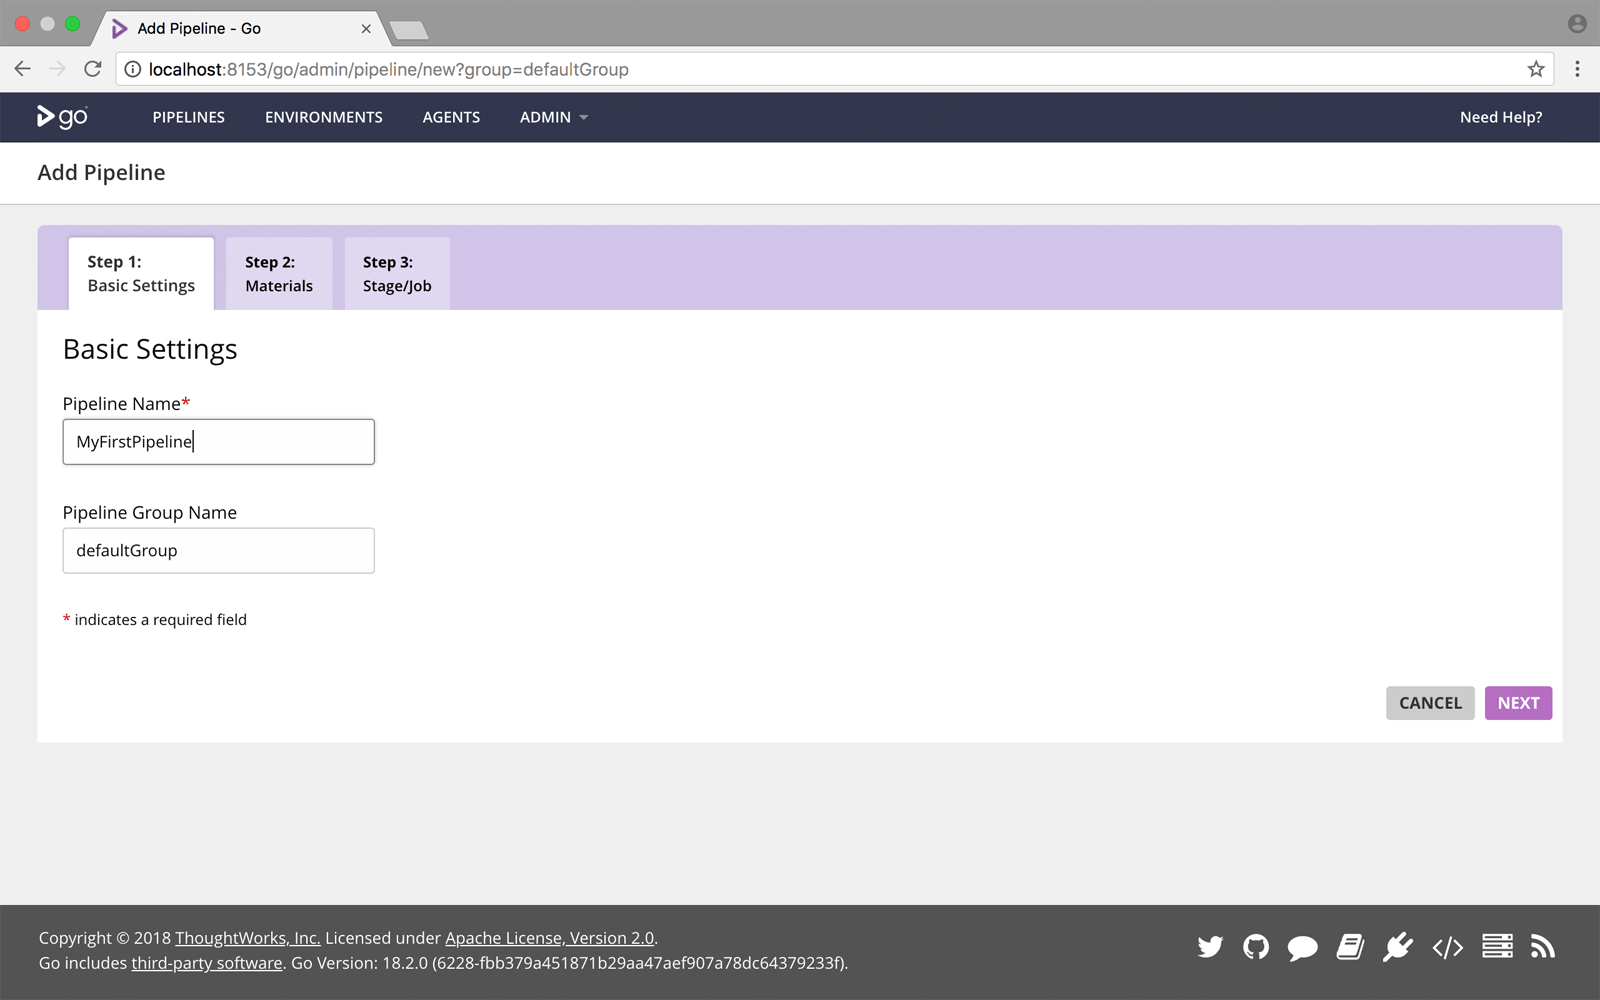 Add Pipeline - Go
localhost:8153/go/admin/pipeline/new?group=defaultGroup
go PIPELINES ENVIRONMENTS AGENTS ADMIN Need Help?
Add Pipeline
Step 1: Step 2: Step 3:
Basic Settings Materials Stage/Job
Basic Settings
Pipeline Name*
MyFirstPipeline
Pipeline Group Name
defaultGroup
* indicates a required field
CANCEL NEXT
Copyright © 2018 ThoughtWorks, Inc. Licensed under Apache License, Version 2.0.
Go includes third-party software. Go Version: 18.2.0 (6228-fbb379a451871b29aa47aef907a78dc64379233f).